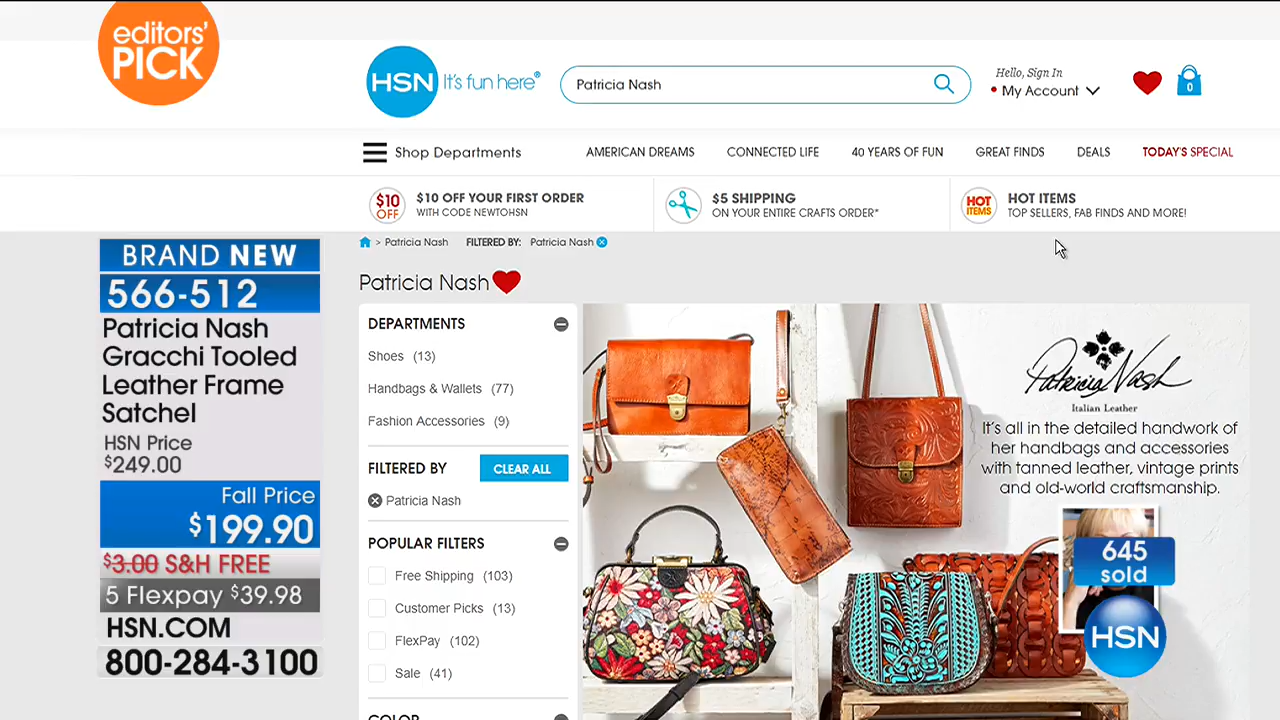 editors'
PICK
HSN It's fun here®
Patricia Nash
Hello, Sign In
My Account
0
Shop Departments
AMERICAN DREAMS
CONNECTED LIFE
40 YEARS OF FUN
GREAT FINDS
DEALS
TODAY'S SPECIAL
$10 OFF
$10 OFF YOUR FIRST ORDER
WITH CODE NEWTOHSN
$5 SHIPPING
ON YOUR ENTIRE CRAFTS ORDER*
HOT ITEMS
HOT ITEMS
TOP SELLERS, FAB FINDS AND MORE!
> Patricia Nash FILTERED BY: Patricia Nash
Patricia Nash
BRAND NEW
566-512
Patricia Nash
Gracchi Tooled
Leather Frame
Satchel
HSN Price
$249.00
Fall Price
$199.90
$3.00 S&H FREE
5 Flexpay $39.98
HSN.COM
800-284-3100
DEPARTMENTS
Shoes (13)
Handbags & Wallets (77)
Fashion Accessories (9)
FILTERED BY
CLEAR ALL
Patricia Nash
POPULAR FILTERS
Free Shipping (103)
Customer Picks (13)
FlexPay (102)
Sale (41)
COLOR
Patricia Nash
Italian Leather
It's all in the detailed handwork of
her handbags and accessories
with tanned leather, vintage prints
and old-world craftsmanship.
645
sold
HSN